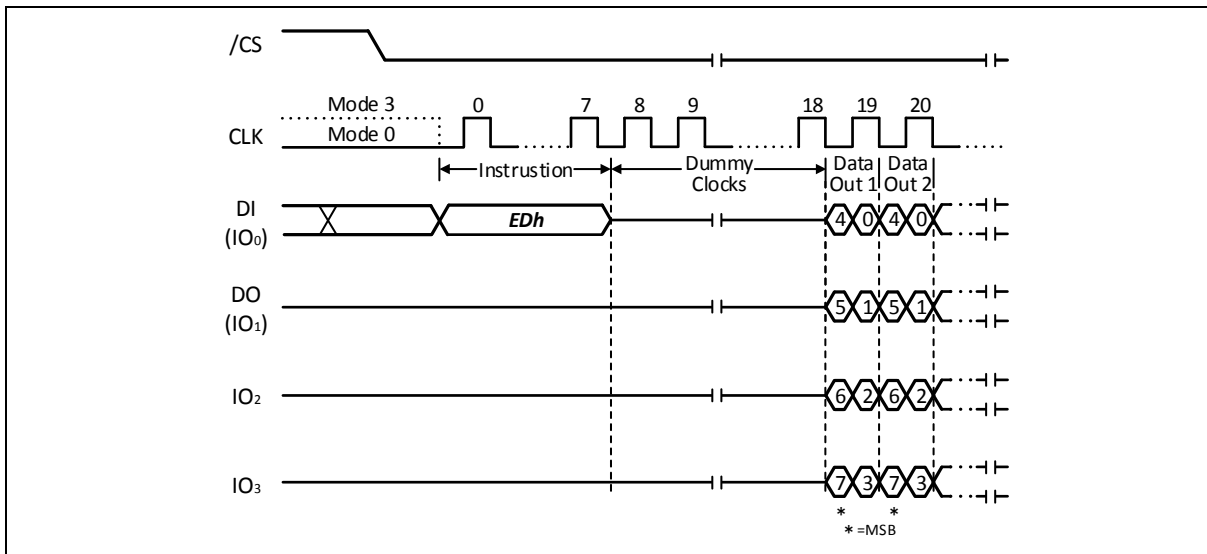 /CS
Mode 3 0 7 8 9 18 19 20
CLK Mode 0
Instrustion Dummy Clocks Data Out 1 Data Out 2
DI (IO₀) EDh 4 0 4 0
DO (IO₁) 5 1 5 1
IO₂ 6 2 6 2
IO₃ 7 3 7 3
* *
* =MSB